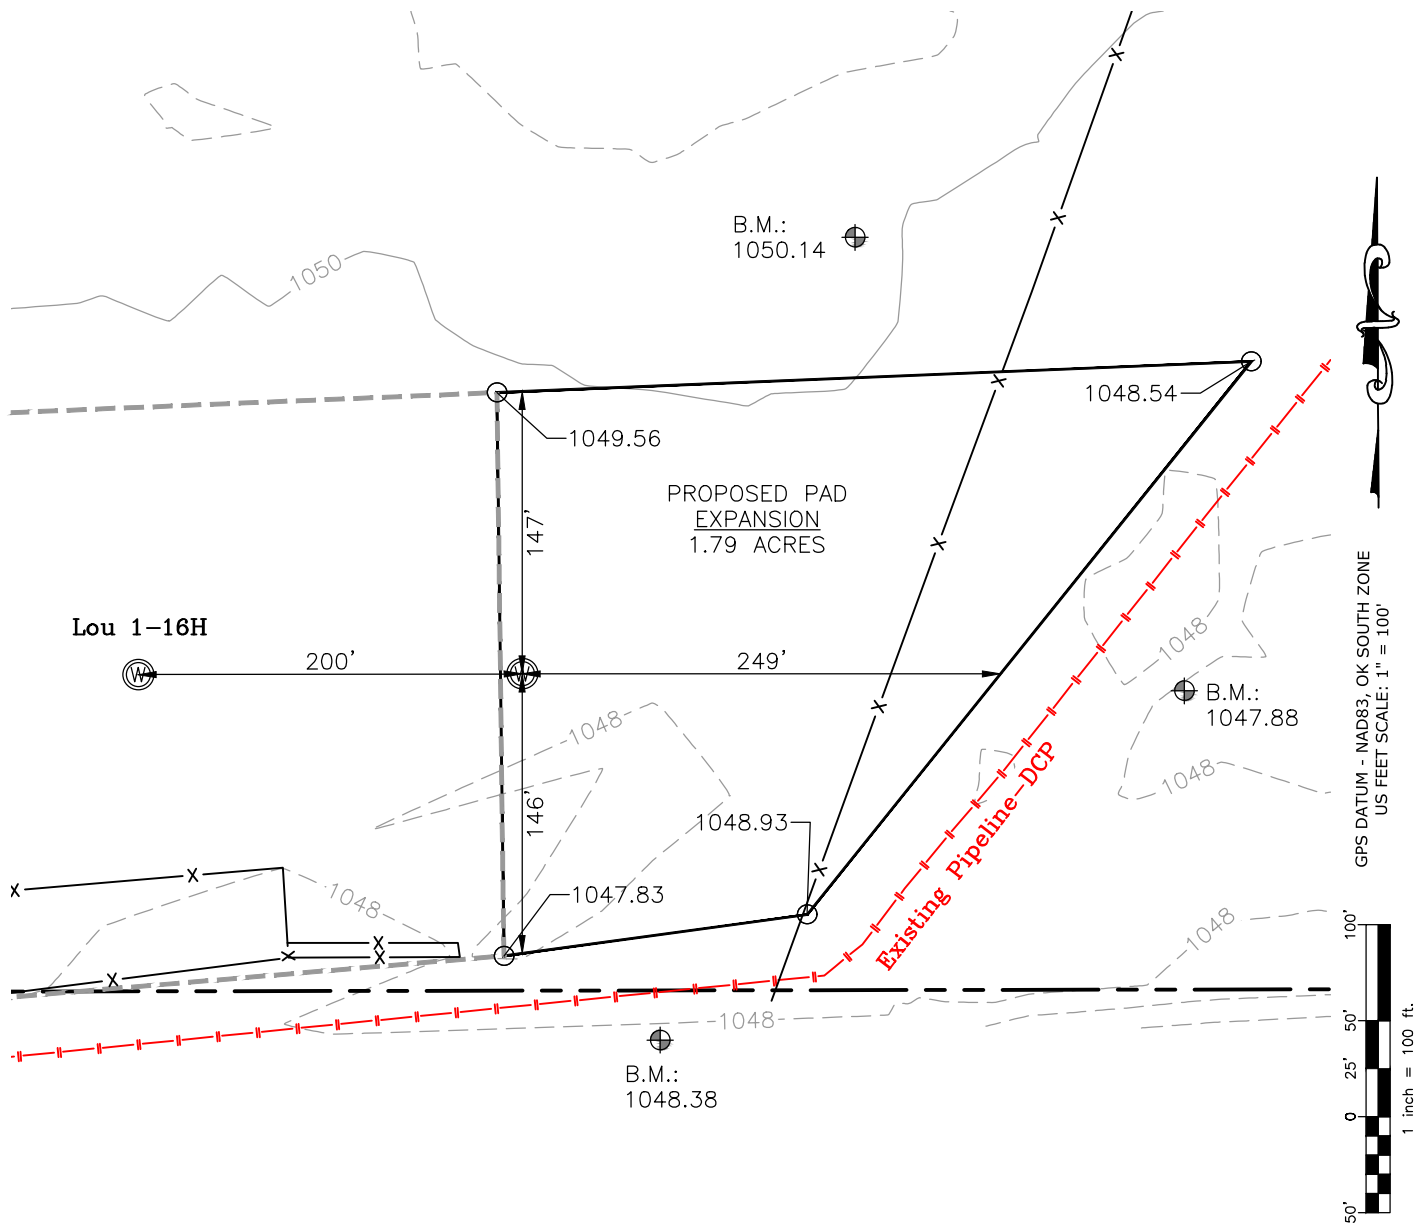 1050
B.M.:
1050.14
1048.54
1049.56
PROPOSED PAD
EXPANSION
1.79 ACRES
147'
Lou 1-16H
200'
249'
1048
B.M.:
1047.88
1048
1048
146'
1048.93
1047.83
1048
1048
1048
Existing Pipeline-DCP
B.M.:
1048.38
GPS DATUM - NAD83, OK SOUTH ZONE
US FEET SCALE: 1" = 100'
100'
50'
25'
0
50'
1 inch = 100 ft.